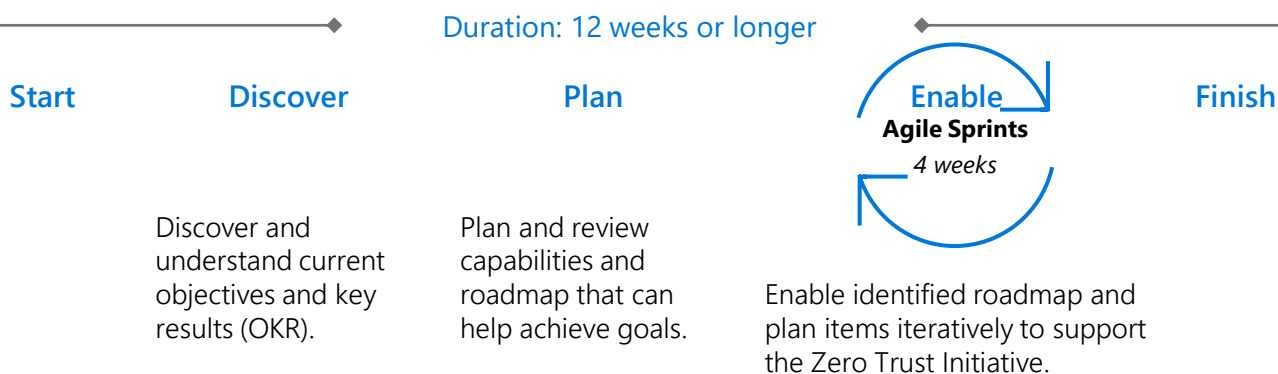 Duration: 12 weeks or longer
Start
Discover
Plan
Enable
Finish
Agile Sprints
4 weeks
Discover and
understand current
objectives and key
results (OKR).
Plan and review
capabilities and
roadmap that can
help achieve goals.
Enable identified roadmap and
plan items iteratively to support
the Zero Trust Initiative.